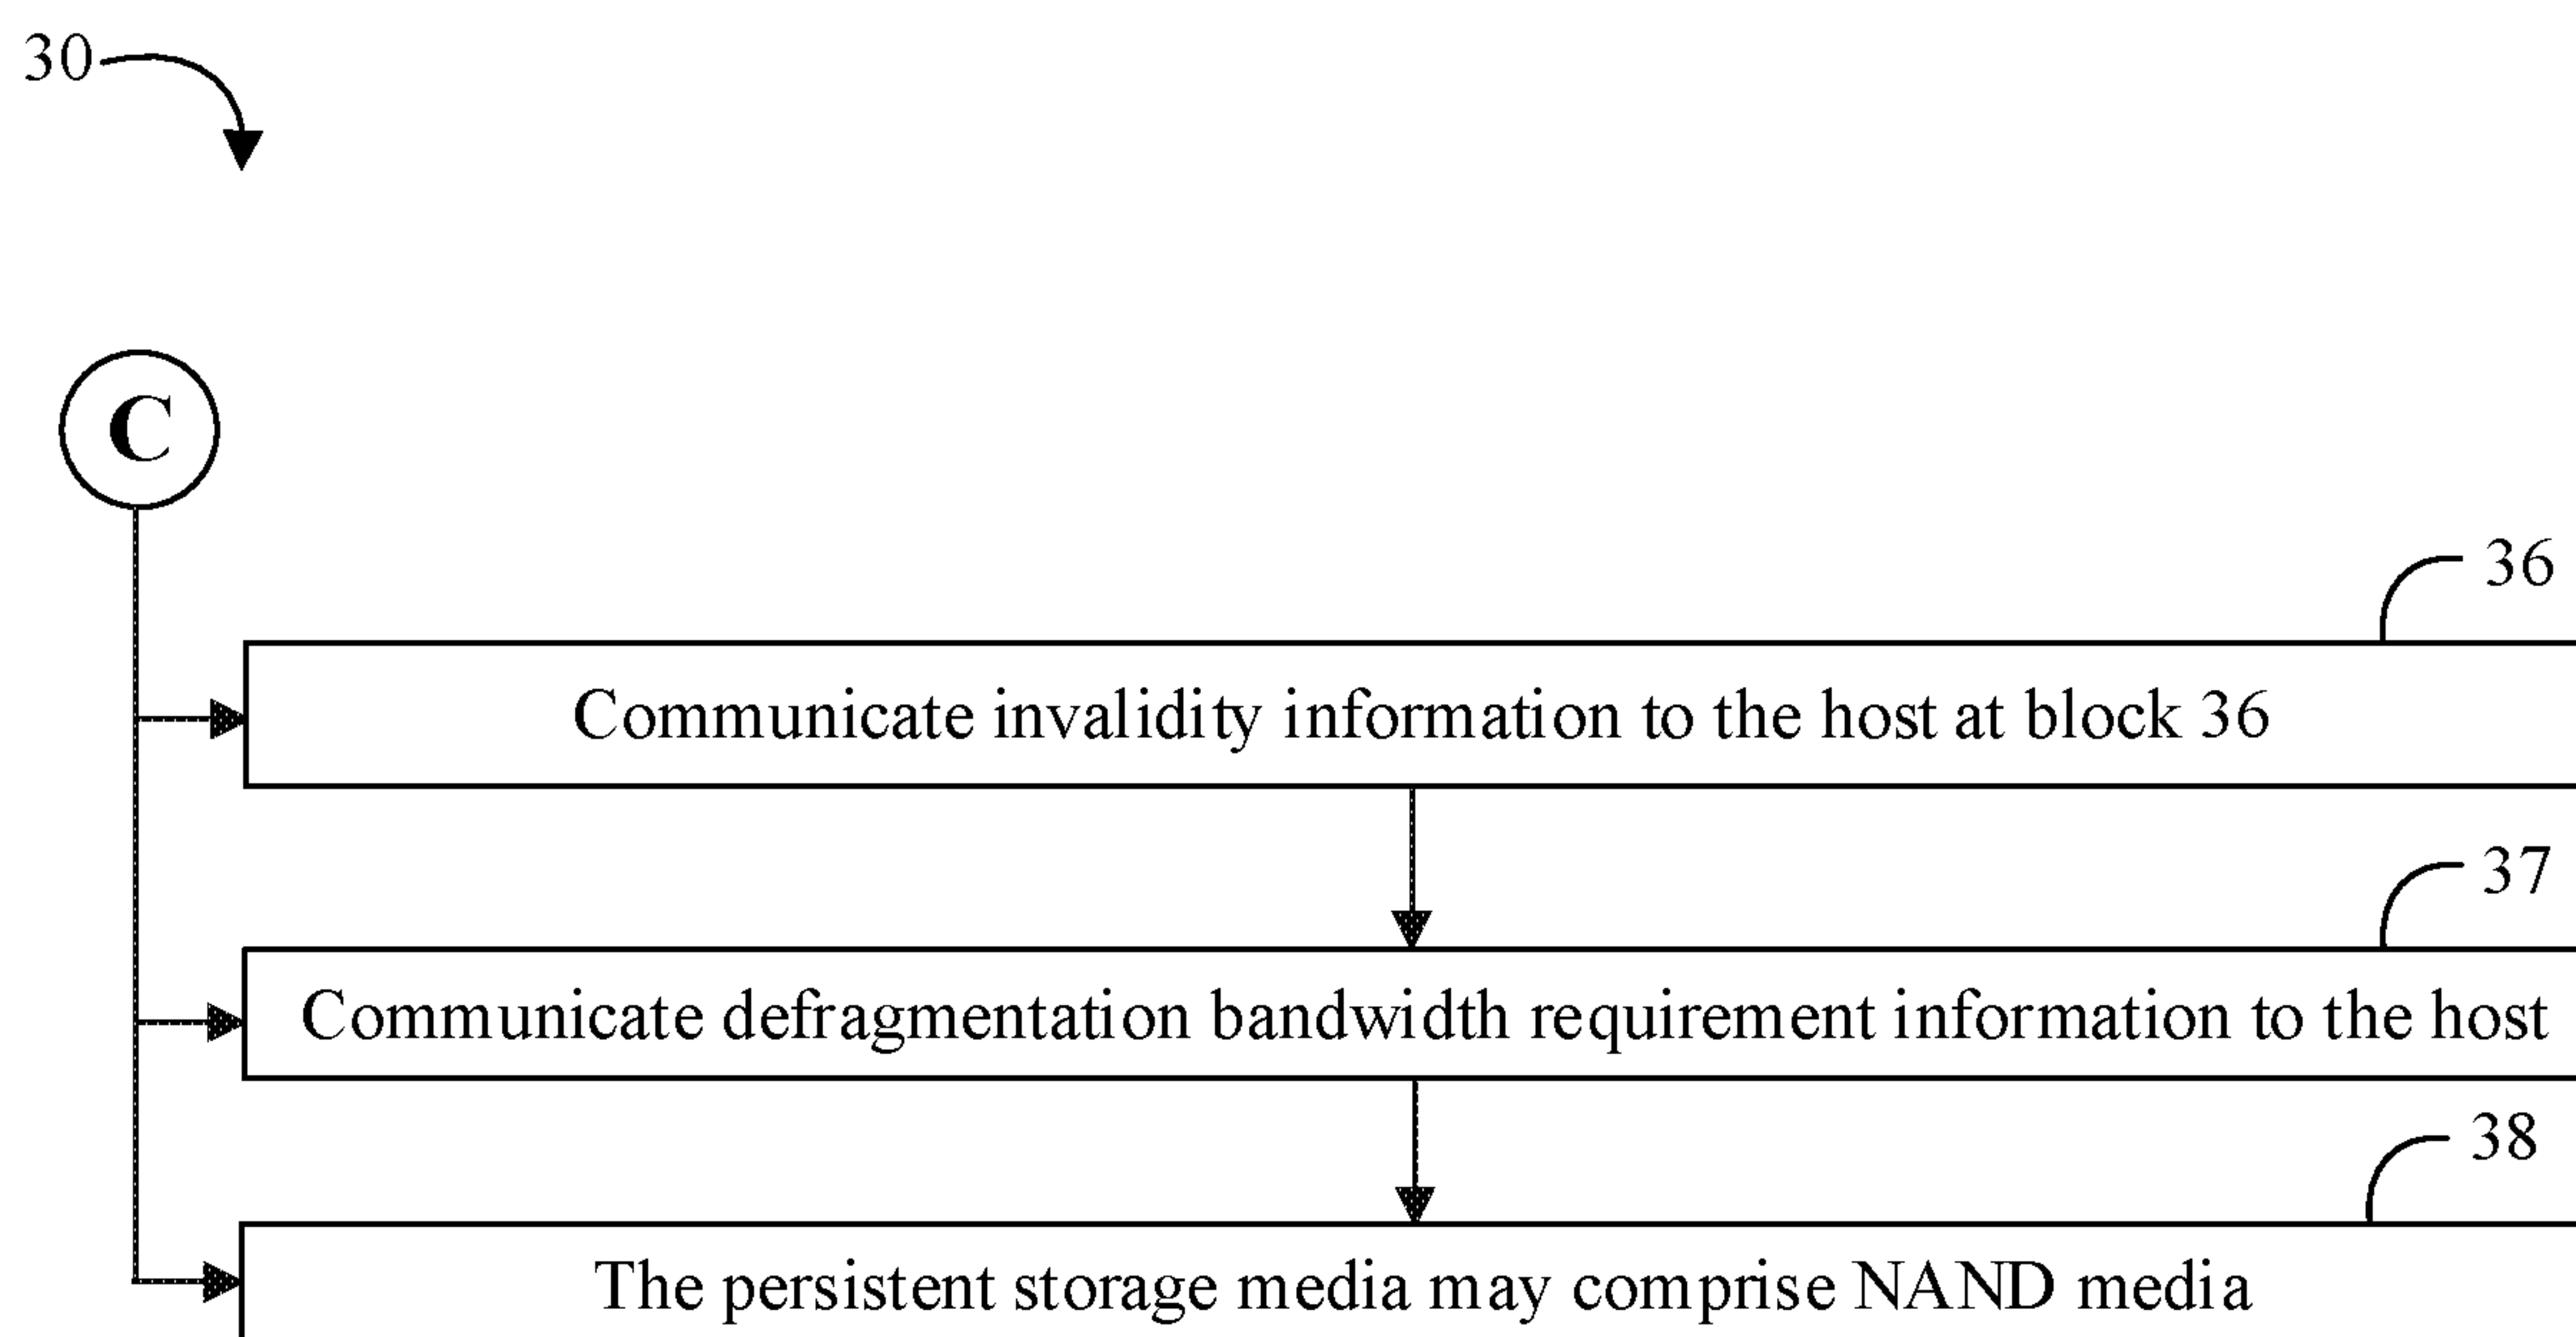 30
C
36
Communicate invalidity information to the host at block 36
37
Communicate defragmentation bandwidth requirement information to the host
38
The persistent storage media may comprise NAND media